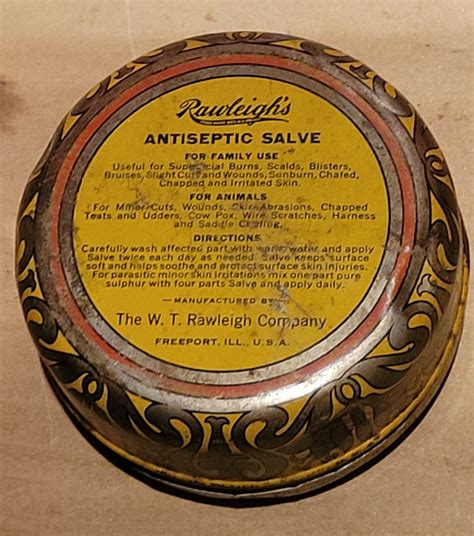 Rawleigh's
ANTISEPTIC SALVE
FOR FAMILY USE
Useful for Superficial Burns, Scalds, Blisters,
Bruises, Slight Cuts and Wounds, Sunburn, Chafed,
Chapped and Irritated Skin.
FOR ANIMALS
For Minor Cuts, Wounds, Skin Abrasions, Chapped
Teats and Udders, Cow Pox, Wire Scratches, Harness
and Saddle Chafing.
DIRECTIONS
Carefully wash affected part with warm water and apply
Salve twice each day as needed. Salve keeps surface
soft and helps soothe and protect surface skin injuries.
For parasitic minor skin irritations mix one part pure
sulphur with four parts Salve and apply daily.
—MANUFACTURED BY—
The W. T. Rawleigh Company.
FREEPORT, ILL., U.S.A.